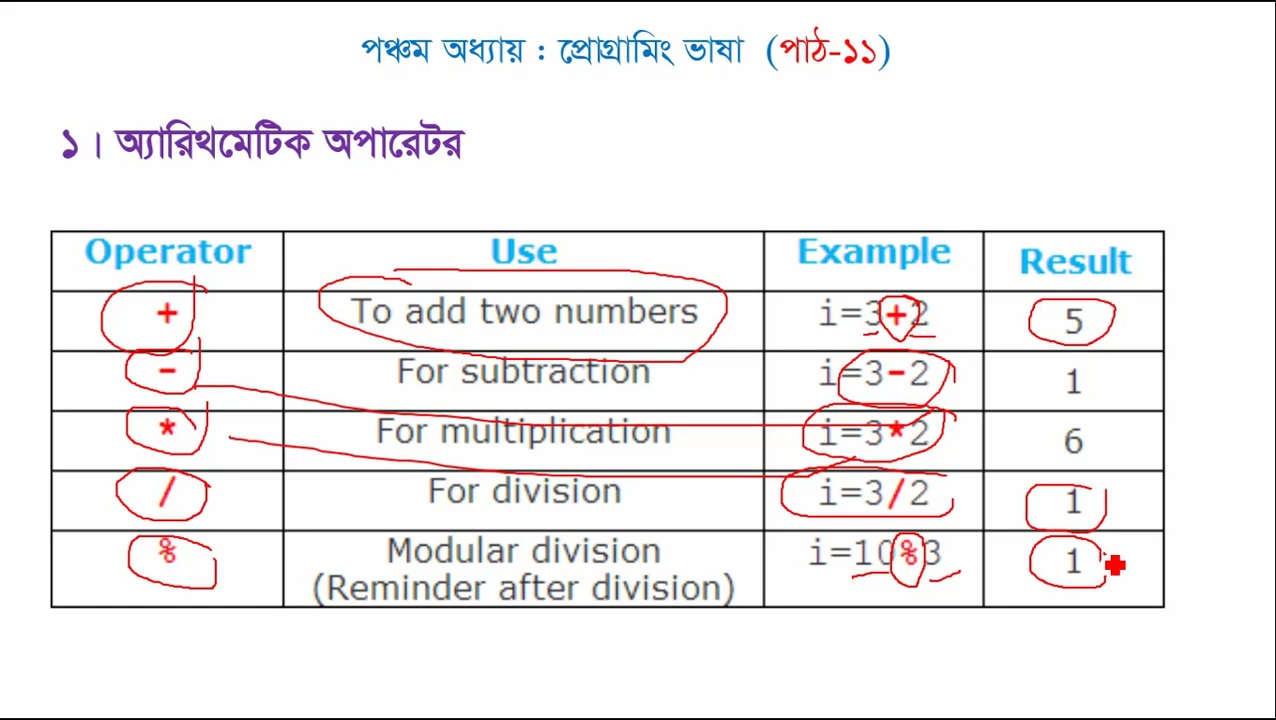 পঞ্চম অধ্যায় : প্রোগ্রামিং ভাষা (পাঠ-১১)
১। অ্যারিথমেটিক অপারেটর
Operator Use Example Result
+ To add two numbers i=3+2 5
- For subtraction i=3-2 1
* For multiplication i=3*2 6
/ For division i=3/2 1
% Modular division i=10%3 1
(Reminder after division)